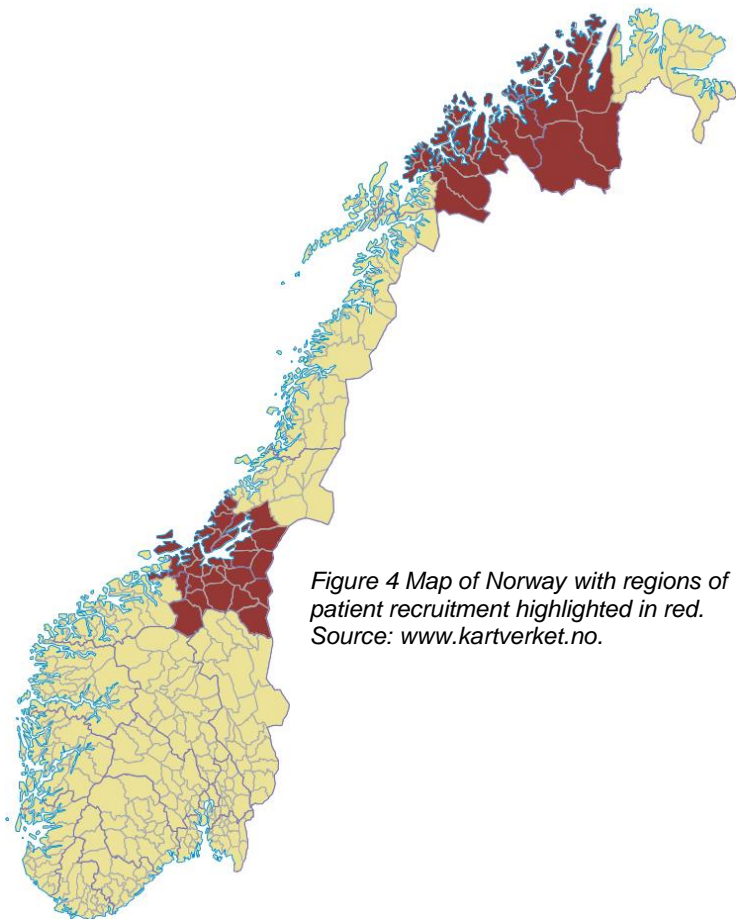 Figure 4 Map of Norway with regions of
patient recruitment highlighted in red.
Source: www.kartverket.no.